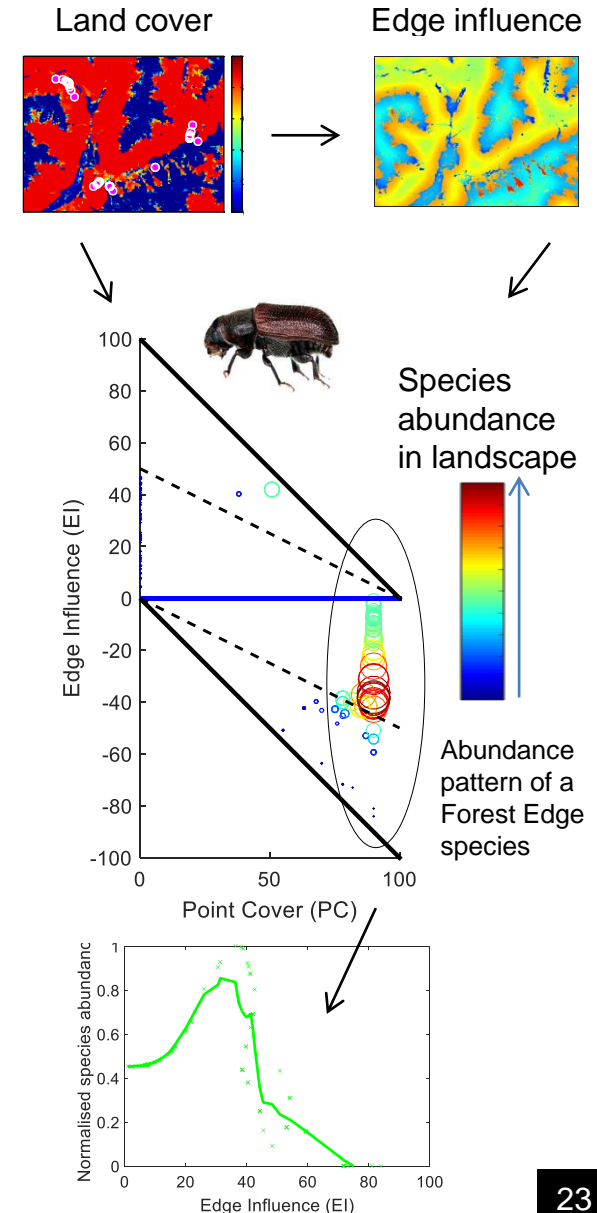 Land cover
Edge influence
Species
abundance
in landscape
100
80
60
40
20
0
-20
-40
-60
-80
-100
Edge Influence (EI)
0
50
100
Point Cover (PC)
Abundance
pattern of a
Forest Edge
species
1
0.8
0.6
0.4
0.2
0
Normalised species abundanc
0
20
40
60
80
100
Edge Influence (EI)
23